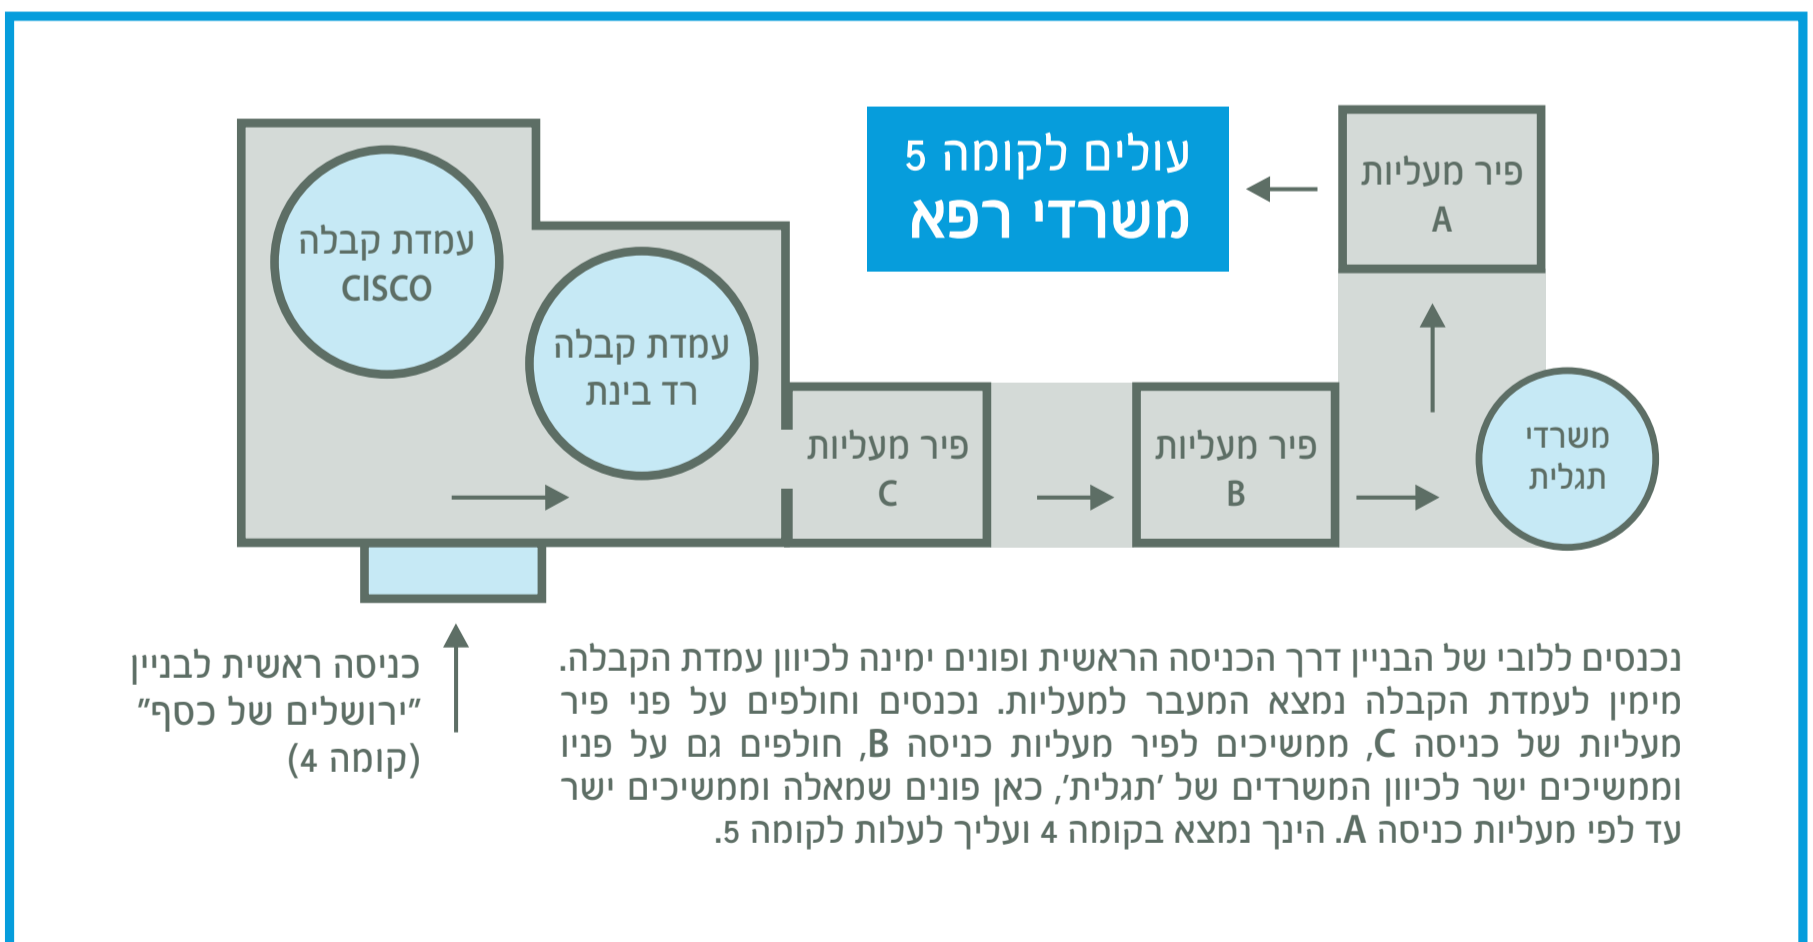 עמדת קבלה
CISCO
עמדת קבלה
רד בינת
עולים לקומה 5
משרדי רפא
פיר מעליות
A
פיר מעליות
C
פיר מעליות
B
משרדי
תגלית
כניסה ראשית לבניין
"ירושלים של כסף"
(קומה 4)
נכנסים ללובי של הבניין דרך הכניסה הראשית ופונים ימינה לכיוון עמדת הקבלה.
מימין לעמדת הקבלה נמצא המעבר למעליות. נכנסים וחולפים על פני פיר
מעליות של כניסה C, ממשיכים לפיר מעליות כניסה B, חולפים גם על פניו
וממשיכים ישר לכיוון המשרדים של 'תגלית', כאן פונים שמאלה וממשיכים ישר
עד לפי מעליות כניסה A. הינך נמצא בקומה 4 ועליך לעלות לקומה 5.